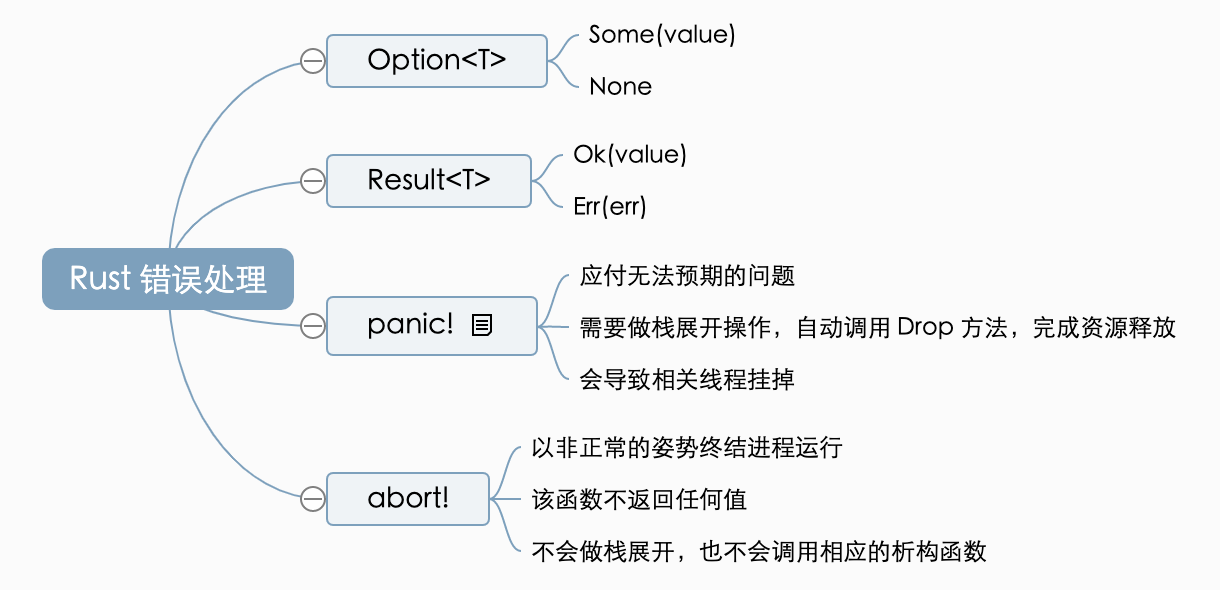 Option<T>
Some(value)
None
Result<T>
Ok(value)
Err(err)
Rust 错误处理
panic!
应付无法预期的问题
需要做栈展开操作，自动调用 Drop 方法，完成资源释放
会导致相关线程挂掉
abort!
以非正常的姿势终结进程运行
该函数不返回任何值
不会做栈展开，也不会调用相应的析构函数